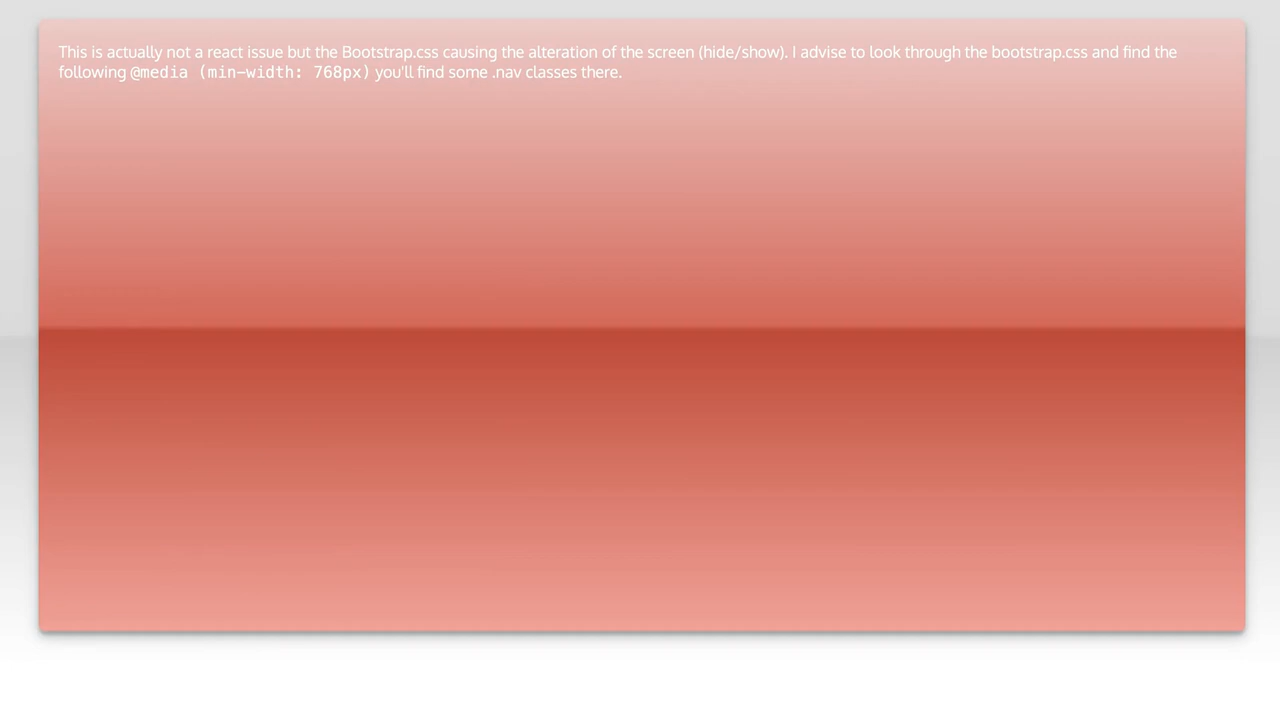 This is actually not a react issue but the Bootstrap.css causing the alteration of the screen (hide/show). I advise to look through the bootstrap.css and find the
following @media (min-width: 768px) you'll find some .nav classes there.